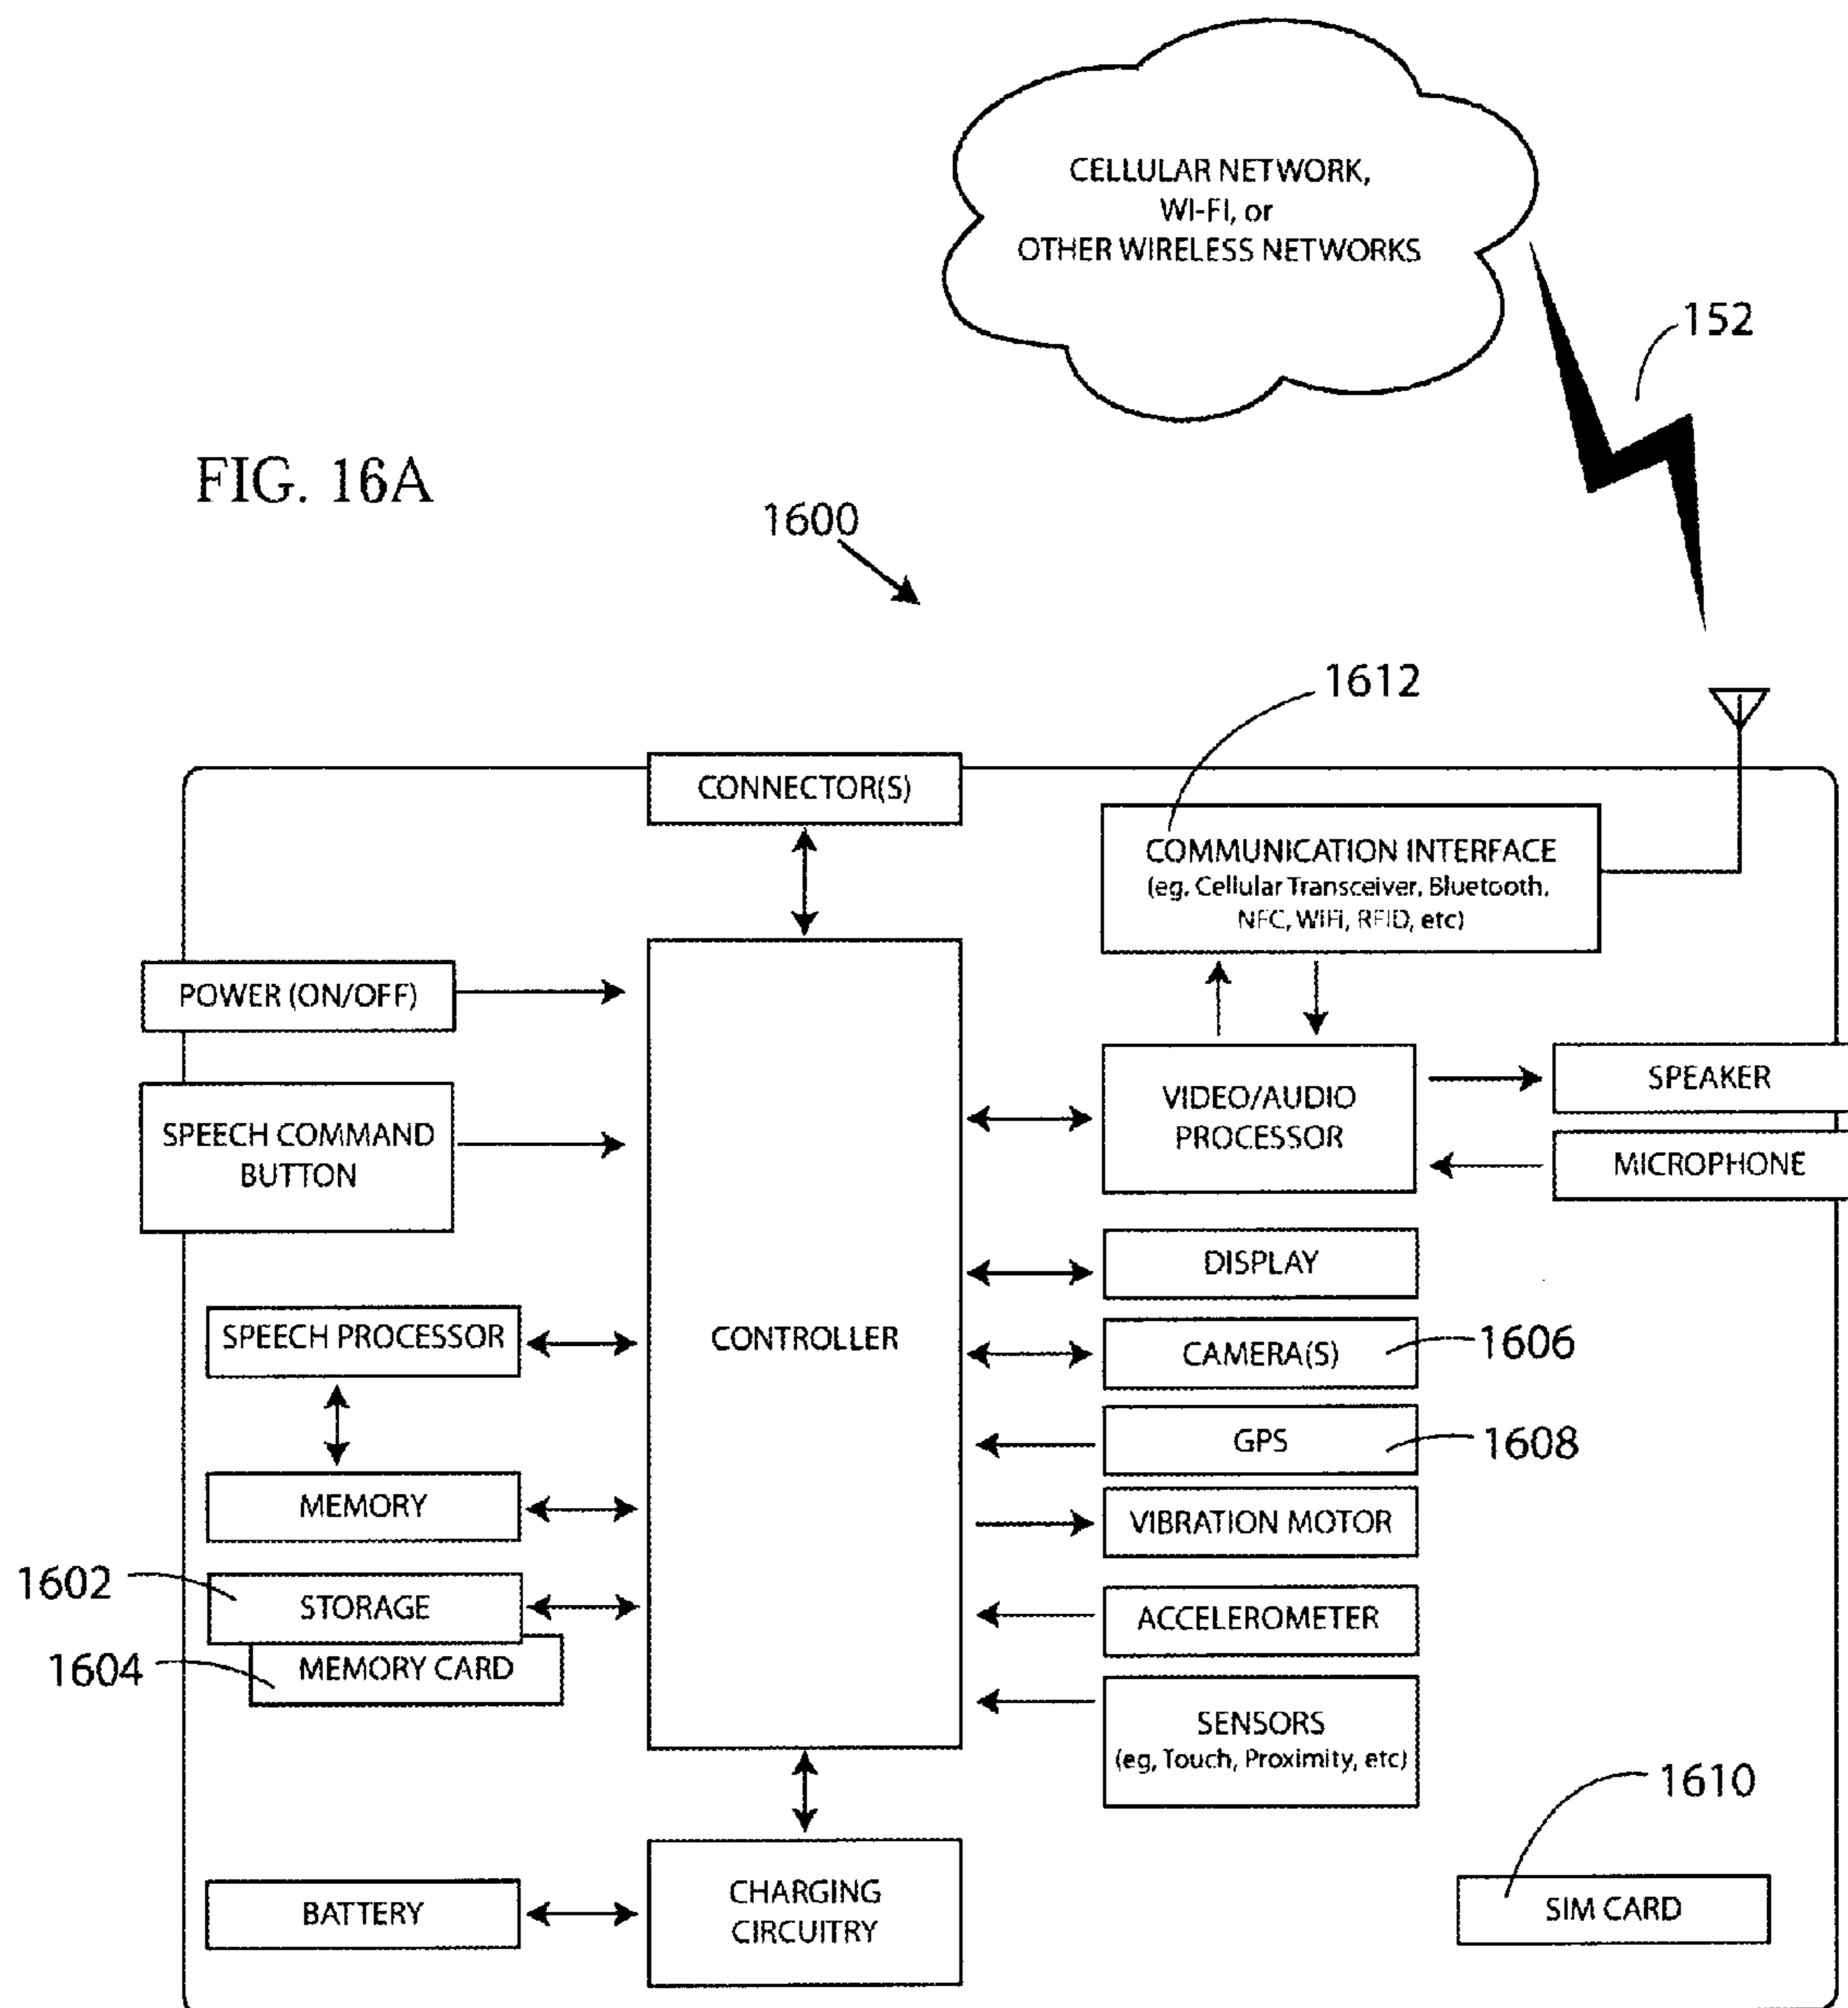 CELLULAR NETWORK,
WI-FI, or
OTHER WIRELESS NETWORKS
152
FIG. 16A
1600
1612
CONNECTOR(S)
COMMUNICATION INTERFACE
(eg, Cellular Transceiver, Bluetooth,
NFC, WiFi, RFID, etc)
POWER (ON/OFF)
SPEECH COMMAND
BUTTON
VIDEO/AUDIO
PROCESSOR
SPEAKER
MICROPHONE
DISPLAY
SPEECH PROCESSOR
CONTROLLER
CAMERA(S)
1606
GPS
1608
MEMORY
VIBRATION MOTOR
1602
STORAGE
ACCELEROMETER
1604
MEMORY CARD
SENSORS
(eg, Touch, Proximity, etc)
1610
BATTERY
CHARGING
CIRCUITRY
SIM CARD